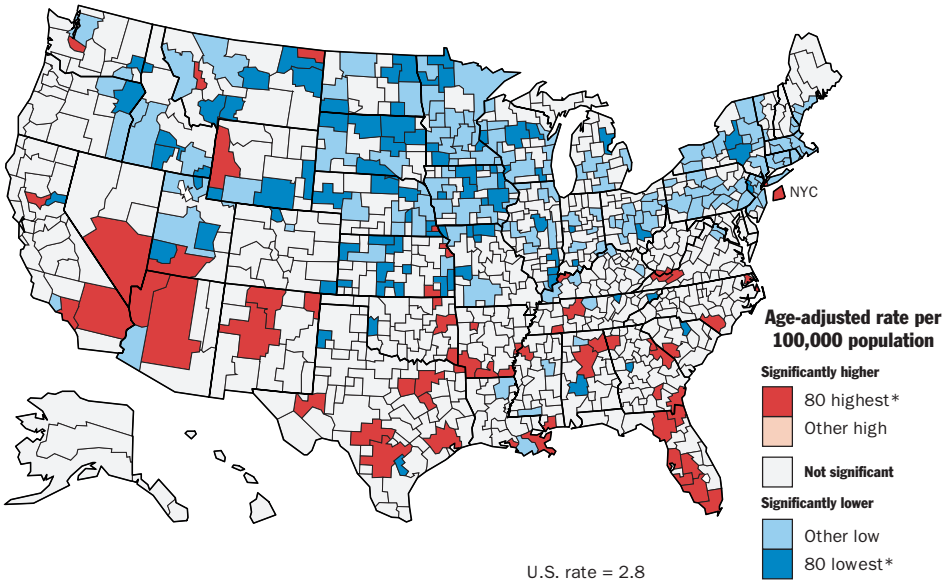 NYC
Age-adjusted rate per
100,000 population
Significantly higher
80 highest*
Other high
Not significant
Significantly lower
Other low
80 lowest*
U.S. rate = 2.8